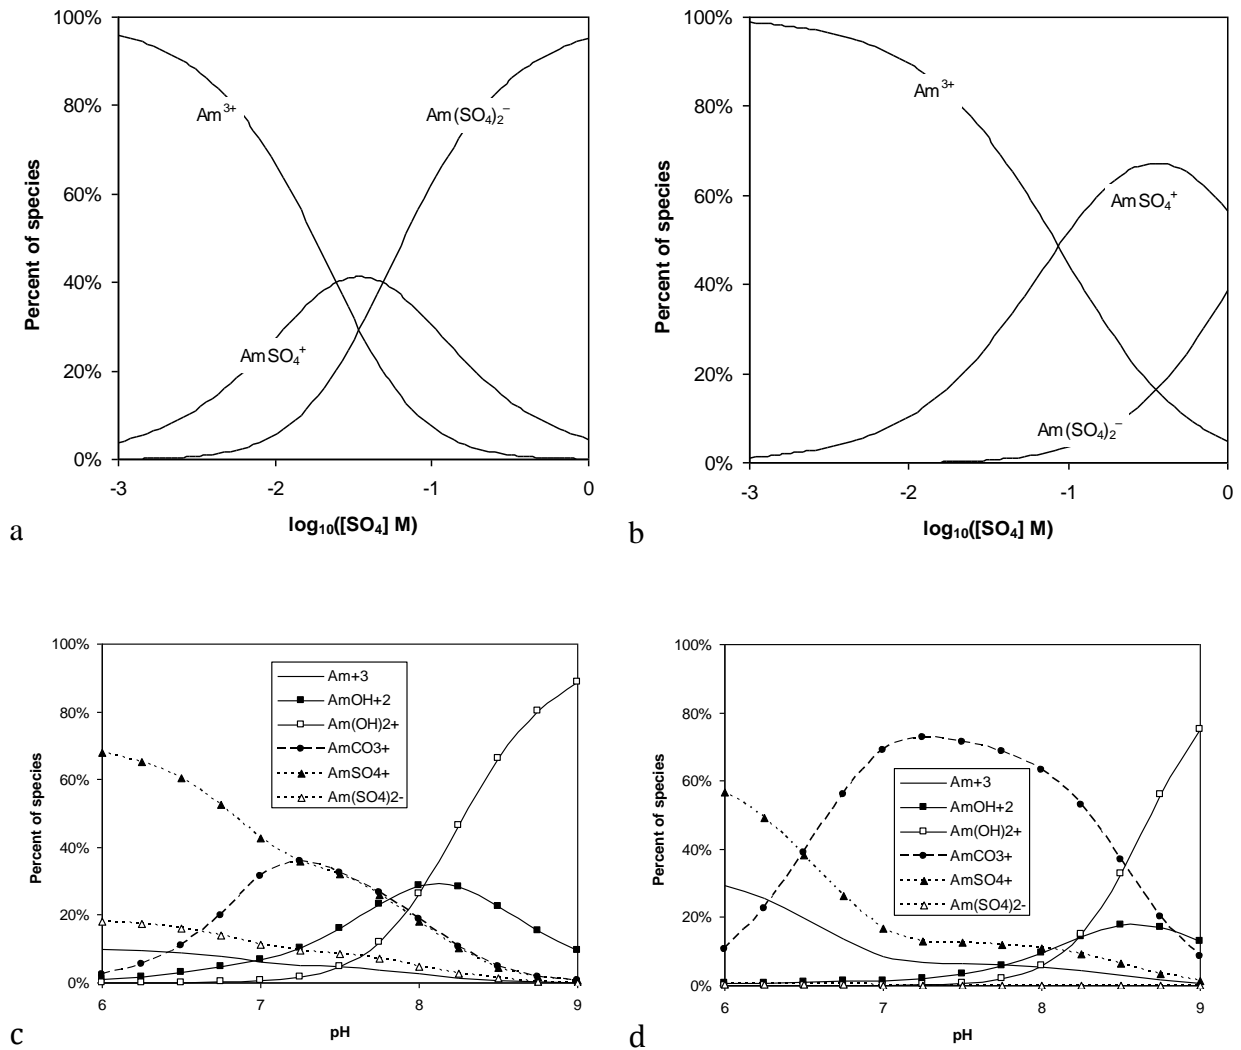 100%
80%
60%
40%
20%
0%
Percent of species
Am³⁺
Am(SO₄)₂⁻
AmSO₄⁺
-3 -2 -1 0
log₁₀([SO₄] M)
a
100%
80%
60%
40%
20%
0%
Percent of species
Am³⁺
AmSO₄⁺
Am(SO₄)₂⁻
-3 -2 -1 0
log₁₀([SO₄] M)
b
100%
80%
60%
40%
20%
0%
Percent of species
Am+3
AmOH+2
Am(OH)2+
AmCO3+
AmSO4+
Am(SO4)2-
6 7 8 9
pH
c
100%
80%
60%
40%
20%
0%
Percent of species
Am+3
AmOH+2
Am(OH)2+
AmCO3+
AmSO4+
Am(SO4)2-
6 7 8 9
pH
d